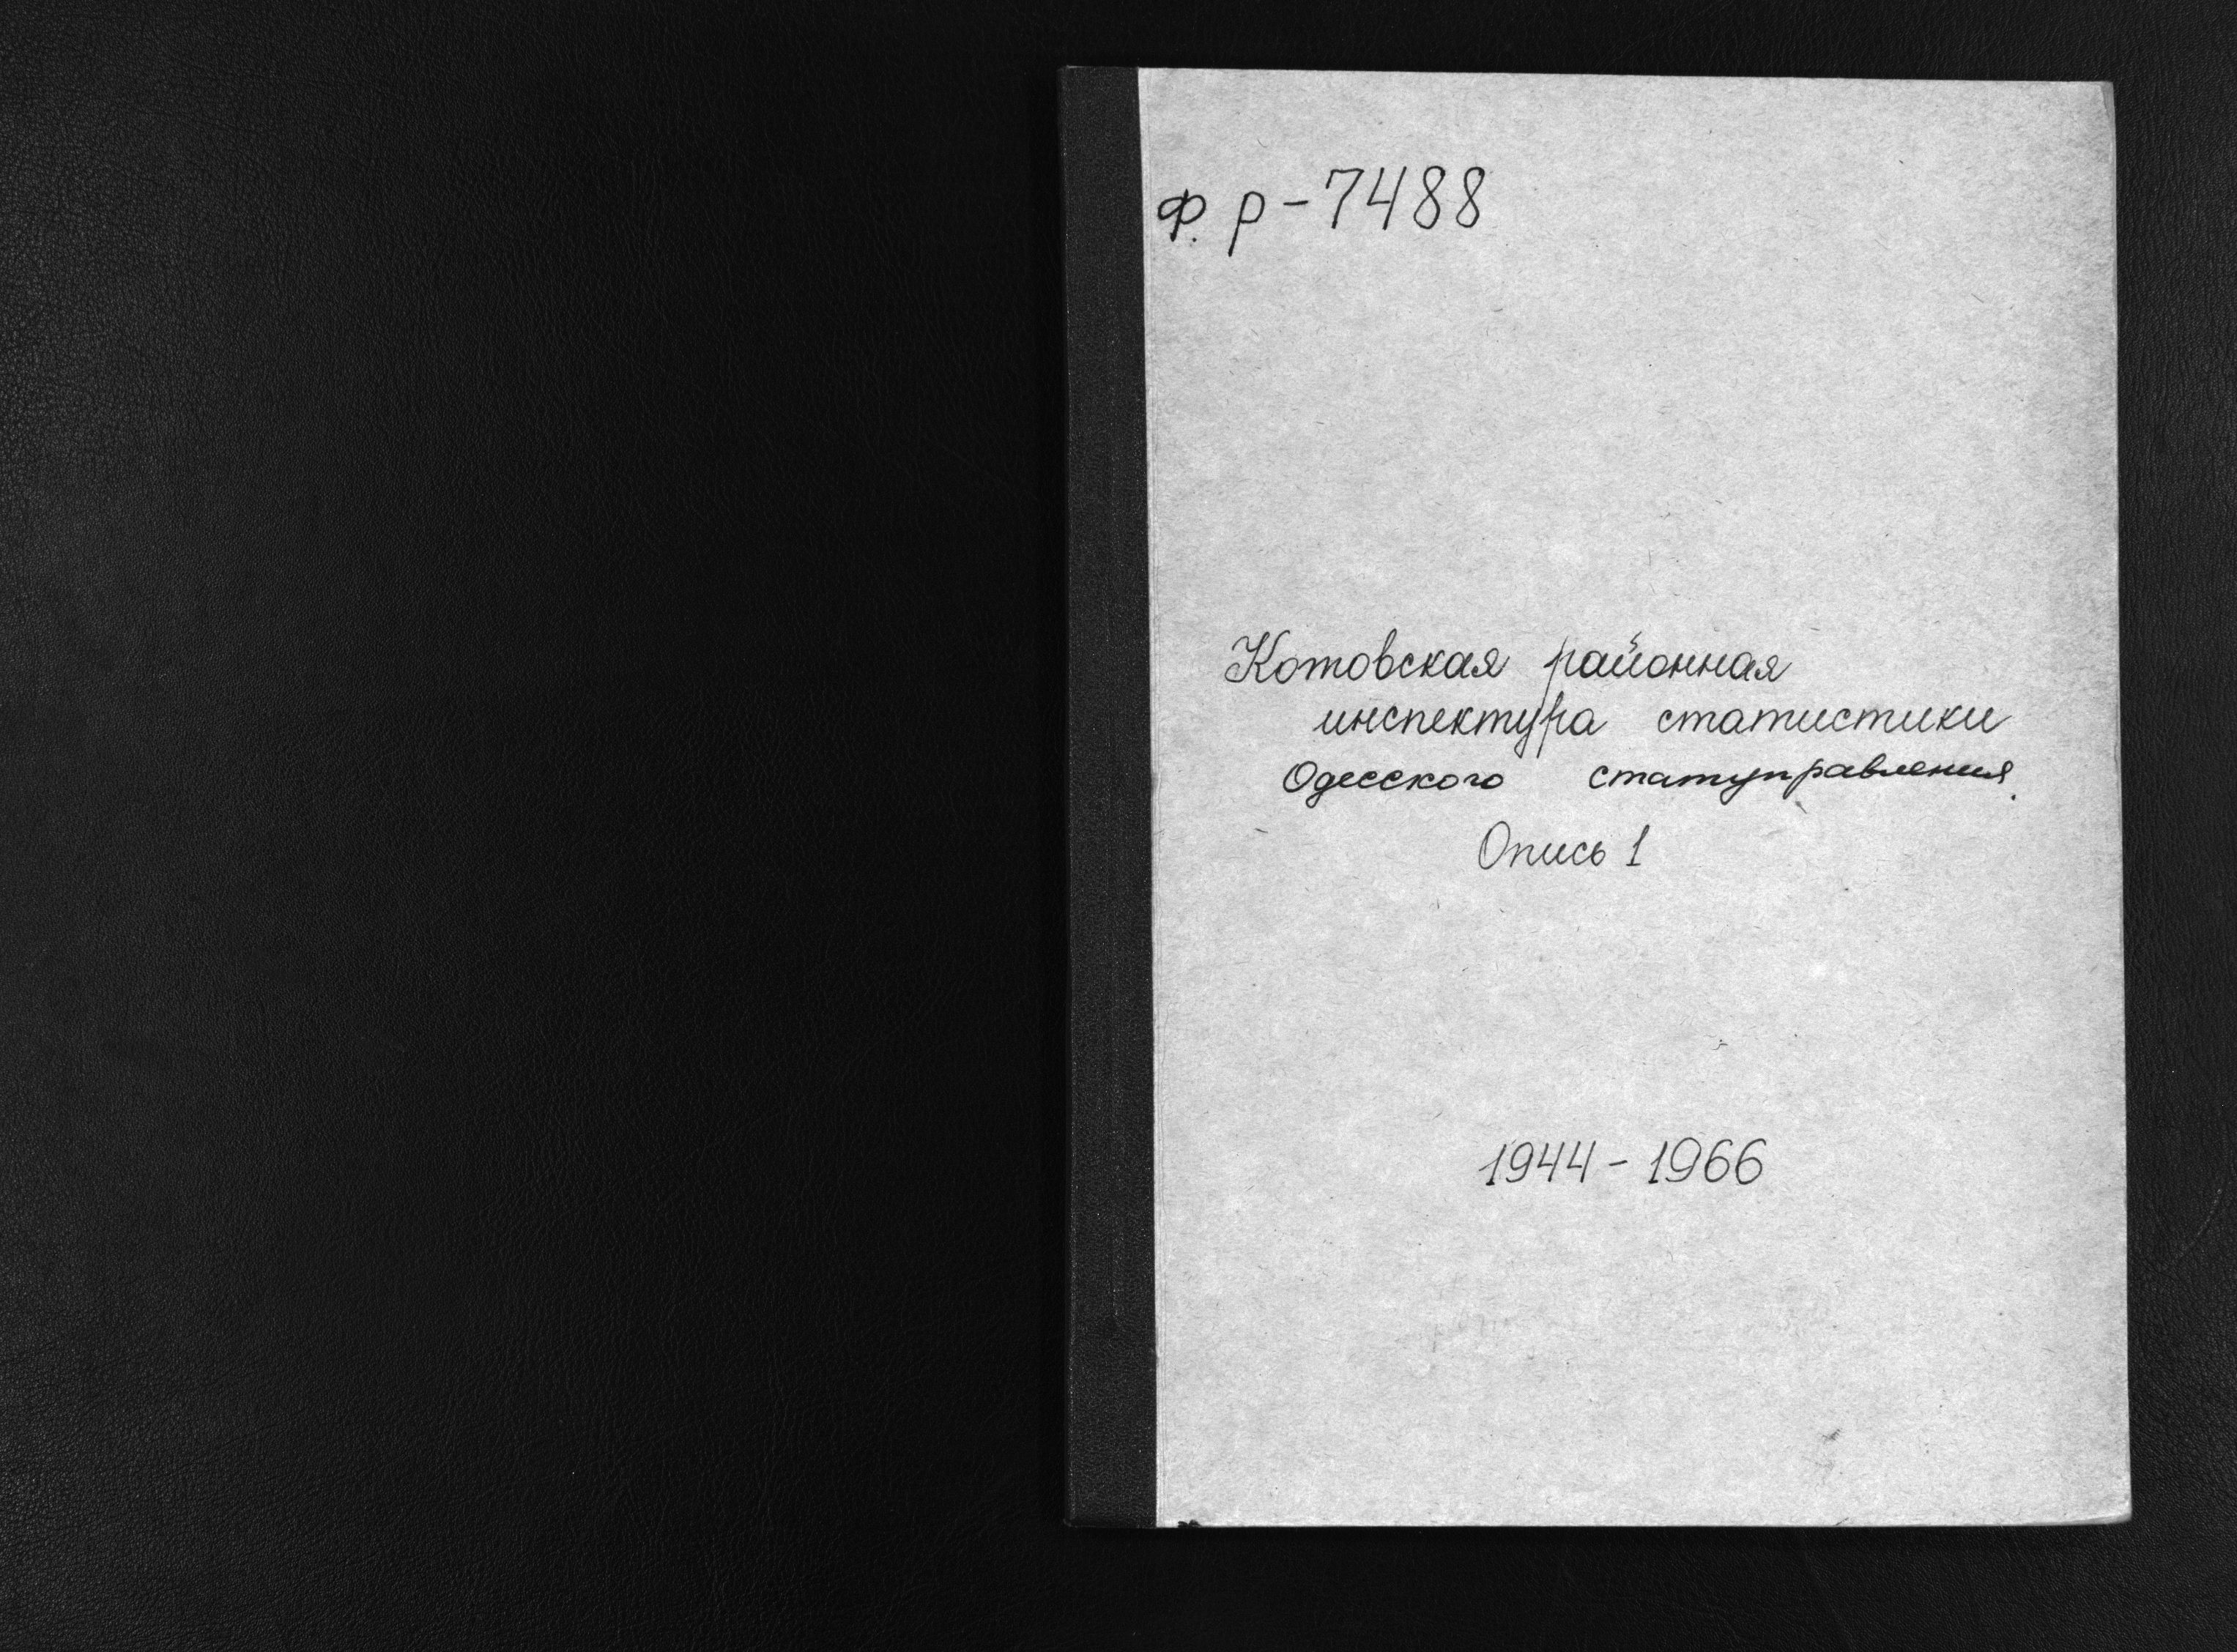 ф. р-7488
Котовская районная
инспектура статистики
Одесского статуправления.
Опись 1
1944-1966